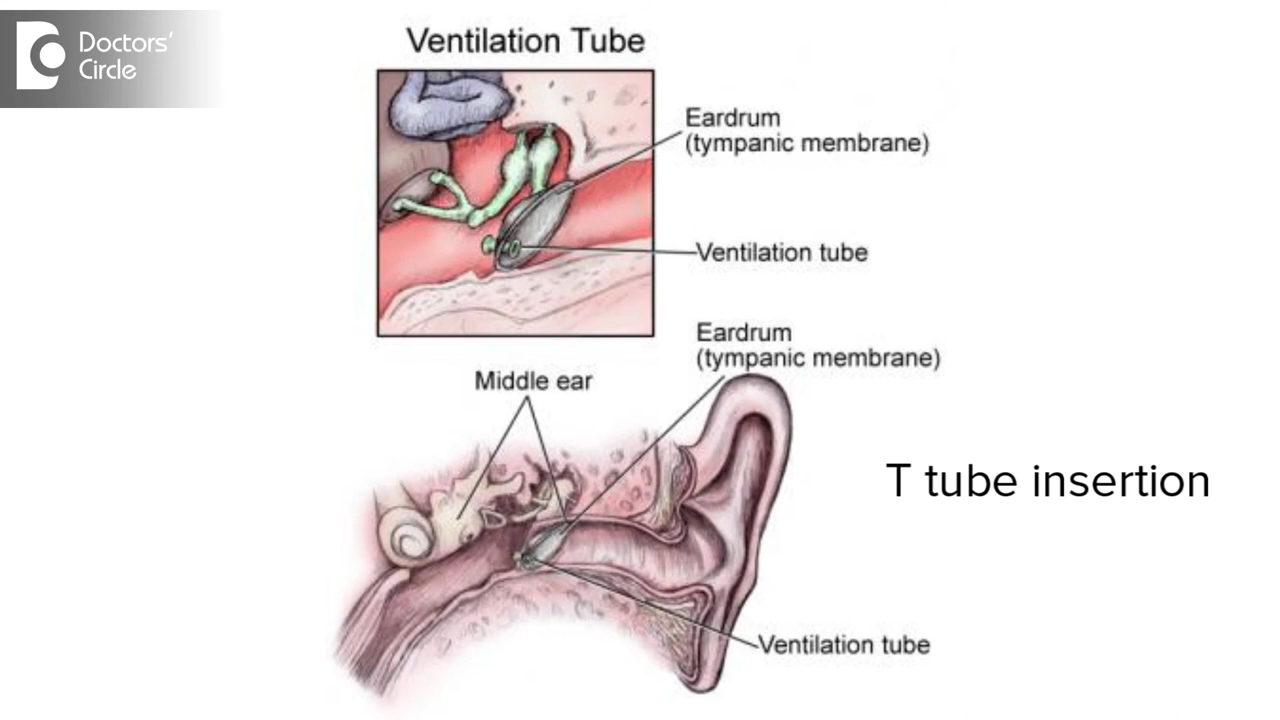 Doctors'
Circle
Ventilation Tube
Eardrum
(tympanic membrane)
Ventilation tube
Eardrum
(tympanic membrane)
Middle ear
T tube insertion
Ventilation tube